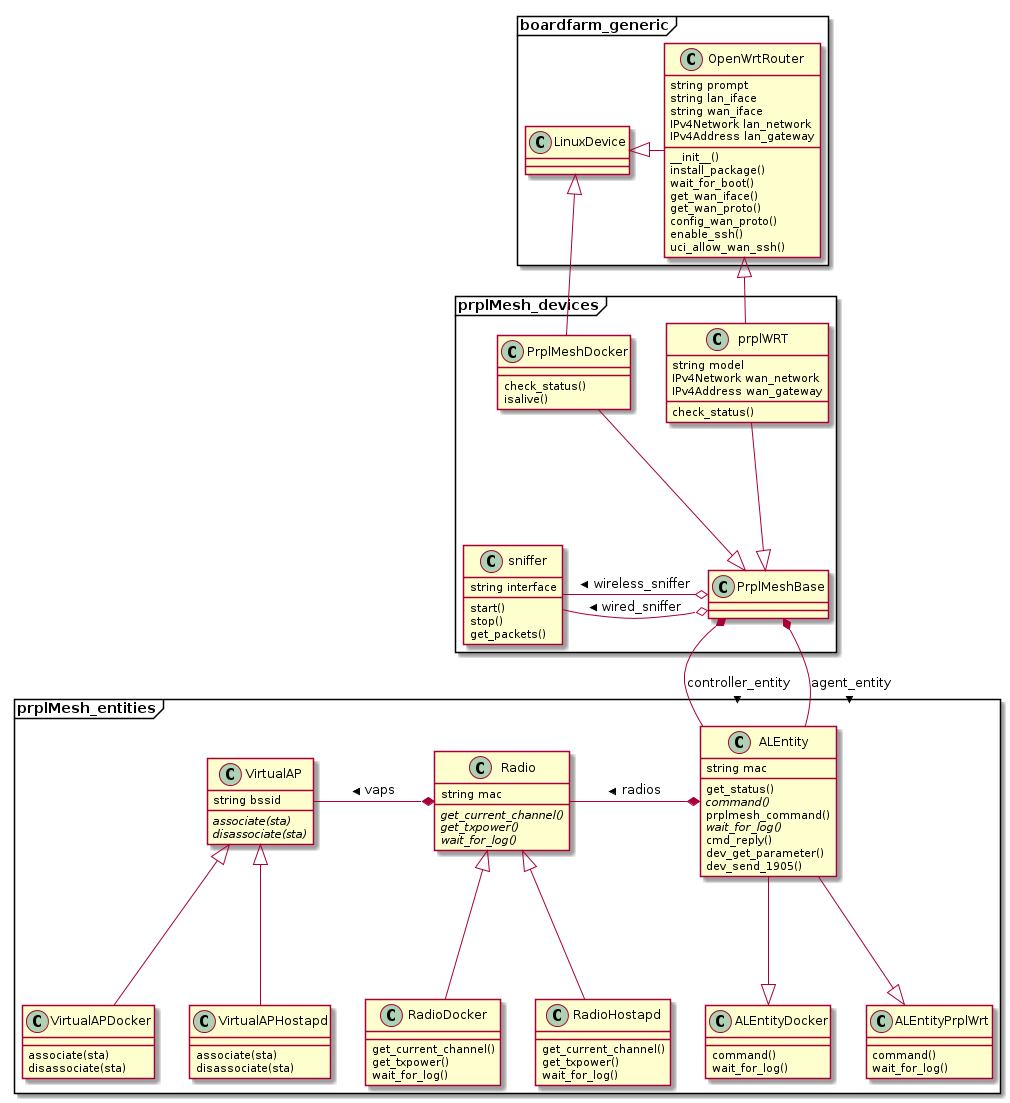 boardfarm_generic
C OpenWrtRouter
string prompt
string lan_iface
string wan_iface
IPv4Network lan_network
IPv4Address lan_gateway
__init__()
install_package()
wait_for_boot()
get_wan_iface()
get_wan_proto()
config_wan_proto()
enable_ssh()
uci_allow_wan_ssh()
C LinuxDevice
prplMesh_devices
C PrplMeshDocker
check_status()
isalive()
C prplWRT
string model
IPv4Network wan_network
IPv4Address wan_gateway
check_status()
C sniffer
string interface
start()
stop()
get_packets()
wireless_sniffer
wired_sniffer
C PrplMeshBase
controller_entity
agent_entity
prplMesh_entities
C VirtualAP
string bssid
associate(sta)
disassociate(sta)
vaps
C Radio
string mac
get_current_channel()
get_txpower()
wait_for_log()
radios
C ALEntity
string mac
get_status()
command()
prplmesh_command()
wait_for_log()
cmd_reply()
dev_get_parameter()
dev_send_1905()
C VirtualAPDocker
associate(sta)
disassociate(sta)
C VirtualAPHostapd
associate(sta)
disassociate(sta)
C RadioDocker
get_current_channel()
get_txpower()
wait_for_log()
C RadioHostapd
get_current_channel()
get_txpower()
wait_for_log()
C ALEntityDocker
command()
wait_for_log()
C ALEntityPrplWrt
command()
wait_for_log()